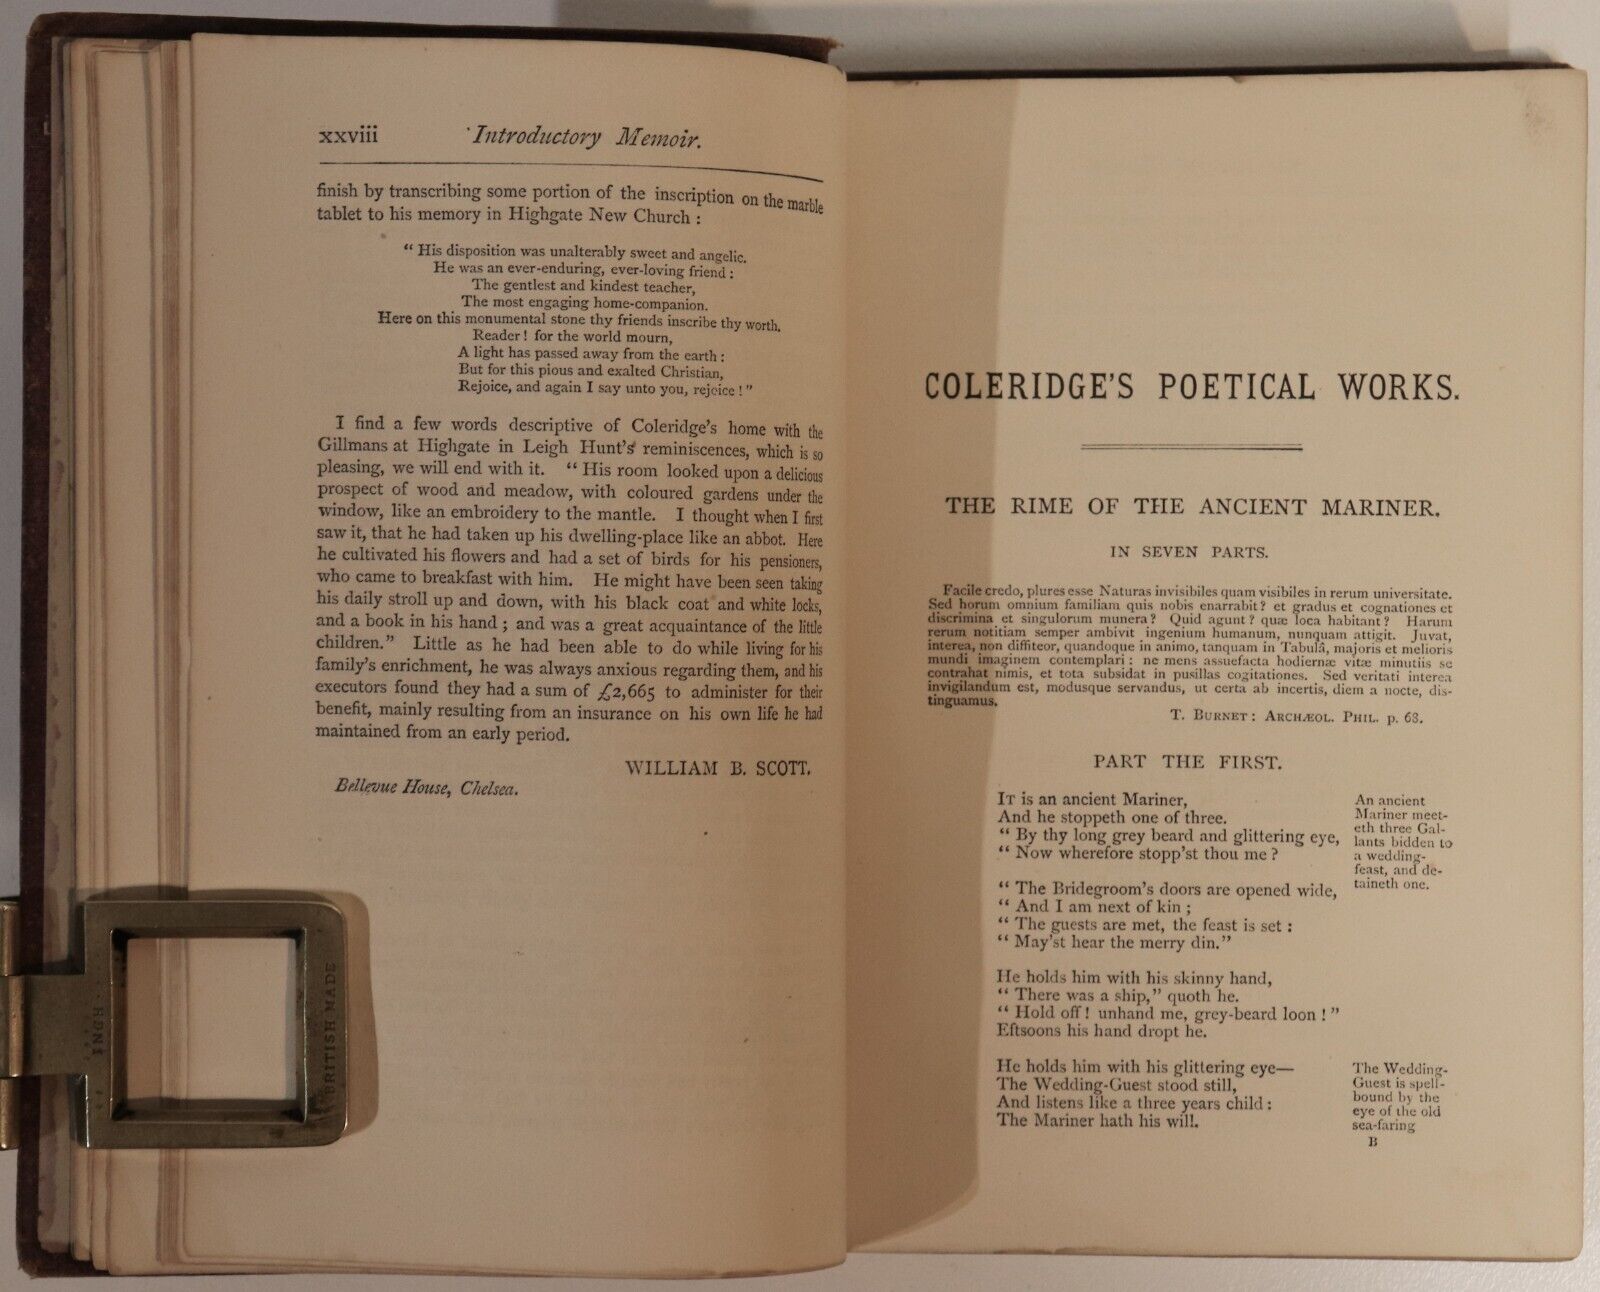 xxviii Introductory Memoir.
finish by transcribing some portion of the inscription on the marble
tablet to his memory in Highgate New Church :
“ His disposition was unalterably sweet and angelic.
He was an ever-enduring, ever-loving friend :
The gentlest and kindest teacher,
The most engaging home-companion.
Here on this monumental stone thy friends inscribe thy worth.
Reader! for the world mourn,
A light has passed away from the earth :
But for this pious and exalted Christian,
Rejoice, and again I say unto you, rejoice ! ”
I find a few words descriptive of Coleridge’s home with the
Gillmans at Highgate in Leigh Hunt’s reminiscences, which is so
pleasing, we will end with it. “ His room looked upon a delicious
prospect of wood and meadow, with coloured gardens under the
window, like an embroidery to the mantle. I thought when I first
saw it, that he had taken up his dwelling-place like an abbot. Here
he cultivated his flowers and had a set of birds for his pensioners,
who came to breakfast with him. He might have been seen taking
his daily stroll up and down, with his black coat and white locks,
and a book in his hand ; and was a great acquaintance of the little
children.” Little as he had been able to do while living for his
family’s enrichment, he was always anxious regarding them, and his
executors found they had a sum of £2,665 to administer for their
benefit, mainly resulting from an insurance on his own life he had
maintained from an early period.
WILLIAM B. SCOTT.
Bellevue House, Chelsea.
BRITISH MADE
COLERIDGE’S POETICAL WORKS.
THE RIME OF THE ANCIENT MARINER.
IN SEVEN PARTS.
Facile credo, plures esse Naturas invisibiles quam visibiles in rerum universitate.
Sed horum omnium familiam quis nobis enarrabit? et gradus et cognationes et
discrimina et singulorum munera? Quid agunt? quæ loca habitant? Harum
rerum notitiam semper ambivit ingenium humanum, nunquam attigit. Juvat,
interea, non diffiteor, quandoque in animo, tanquam in Tabulâ, majoris et melioris
mundi imaginem contemplari : ne mens assuefacta hodiernæ vitæ minutiis se
contrahat nimis, et tota subsidat in pusillas cogitationes. Sed veritati interea
invigilandum est, modusque servandus, ut certa ab incertis, diem a nocte, dis-
tinguamus.
T. BURNET: ARCHÆOL. PHIL. p. 68.
PART THE FIRST.
IT is an ancient Mariner,
And he stoppeth one of three.
“ By thy long grey beard and glittering eye,
“ Now wherefore stopp’st thou me ?
An ancient
Mariner meet-
eth three Gal-
lants bidden to
a wedding-
feast, and de-
taineth one.
“ The Bridegroom’s doors are opened wide,
“ And I am next of kin ;
“ The guests are met, the feast is set :
“ May’st hear the merry din.”
He holds him with his skinny hand,
“ There was a ship,” quoth he.
“ Hold off! unhand me, grey-beard loon ! ”
Eftsoons his hand dropt he.
He holds him with his glittering eye—
The Wedding-Guest stood still,
And listens like a three years child :
The Mariner hath his will.
The Wedding-
Guest is spell-
bound by the
eye of the old
sea-faring
B